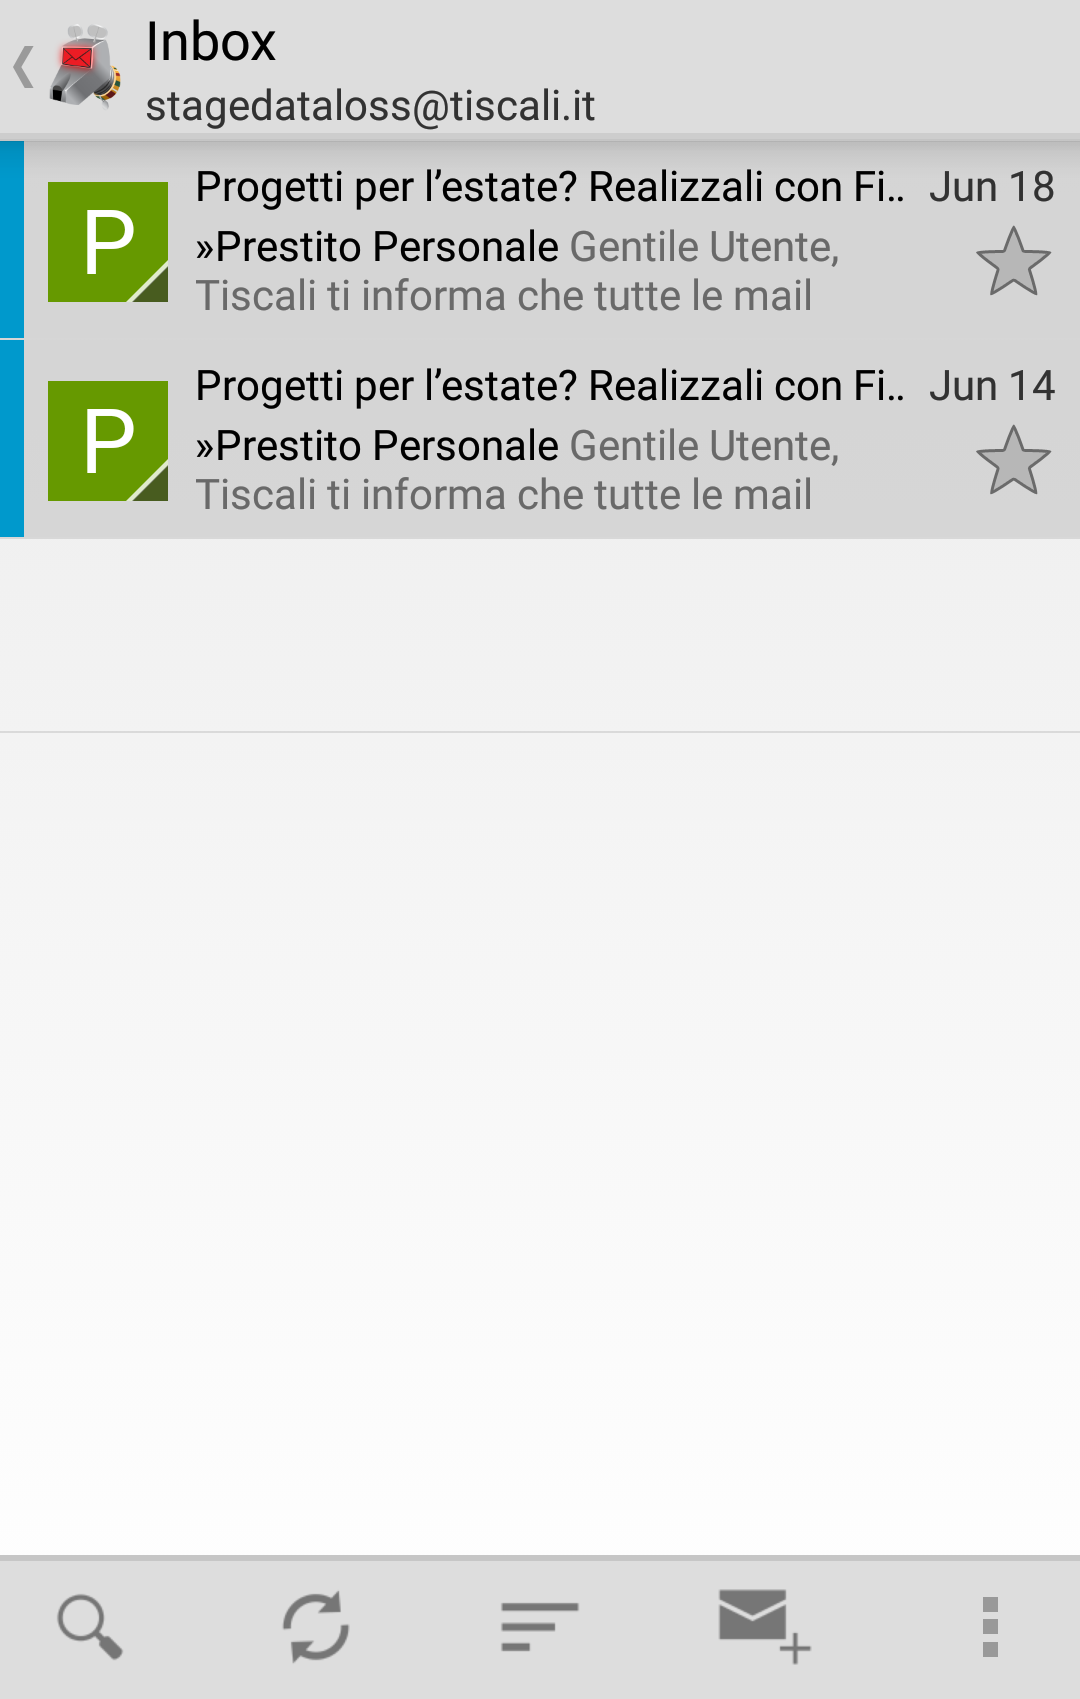 Inbox
stagedataloss@tiscali.it
P
Progetti per l’estate? Realizzali con Fi.. Jun 18
»Prestito Personale Gentile Utente,
Tiscali ti informa che tutte le mail
P
Progetti per l’estate? Realizzali con Fi.. Jun 14
»Prestito Personale Gentile Utente,
Tiscali ti informa che tutte le mail